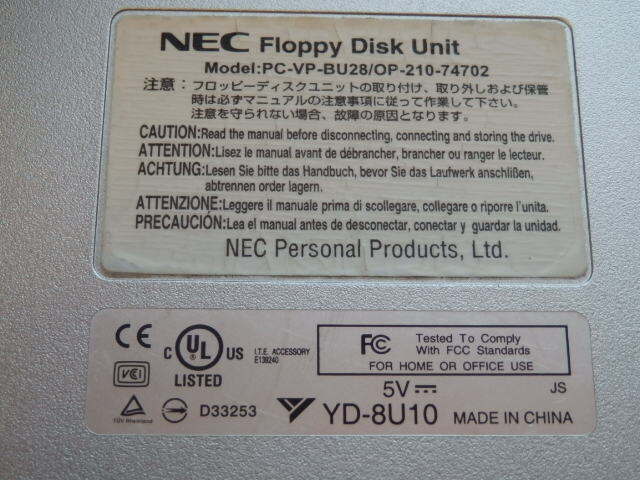 NEC Floppy Disk Unit
Model:PC-VP-BU28/OP-210-74702
注意：フロッピーディスクユニットの取り付け,取り外しおよび保管
時は必ずマニュアルの注意事項に従って作業して下さい。
注意を守られない場合、故障の原因となります。
CAUTION:Read the manual before disconnecting, connecting and storing the drive.
ATTENTION:Lisez le manuel avant de débrancher, brancher ou ranger le lecteur.
ACHTUNG:Lesen Sie bitte das Handbuch, bevor Sie das Laufwerk anschlißen,
abtrennen order lagern.
ATTENZIONE:Leggere il manuale prima di scollegare, collegare o riporre l'unita.
PRECAUCIÓN:Lea el manual antes de desconectar, conectar y guardar la unidad.
NEC Personal Products, Ltd.
CE
C UL US
LISTED
I.T.E. ACCESSORY
E139240
FC Tested To Comply
With FCC Standards
FOR HOME OR OFFICE USE
VCI
TÜV Rheinland
D33253
5V
JS
YD-8U10 MADE IN CHINA